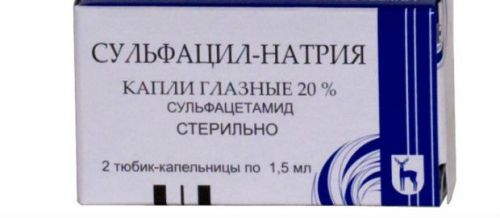 СУЛЬФАЦИЛ-НАТРИЯ
КАПЛИ ГЛАЗНЫЕ 20 %
СУЛЬФАЦЕТАМИД
СТЕРИЛЬНО
2 тюбик-капельницы по 1,5 мл